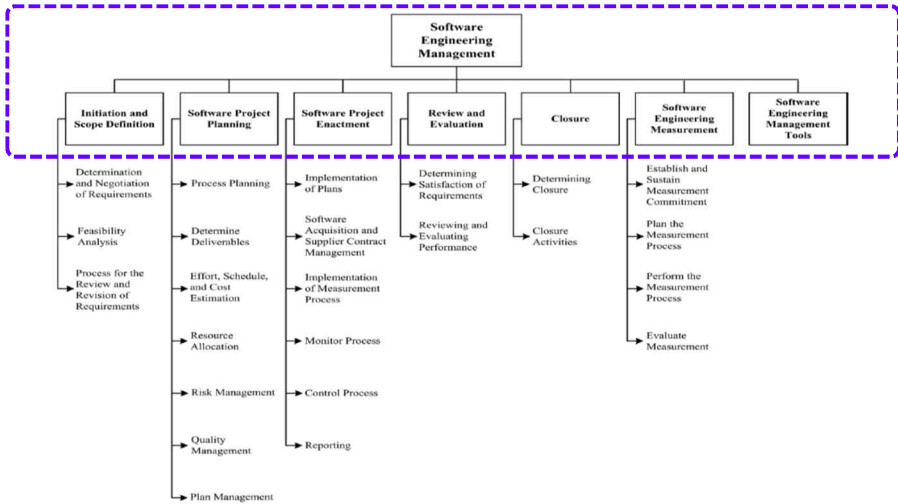 Software
Engineering
Management
Initiation and
Scope Definition
Software Project
Planning
Software Project
Enactment
Review and
Evaluation
Closure
Software
Engineering
Measurement
Software
Engineering
Management
Tools
Determination
and Negotiation
of Requirements
Feasibility
Analysis
Process for the
Review and
Revision of
Requirements
Process Planning
Determine
Deliverables
Effort, Schedule,
and Cost
Estimation
Resource
Allocation
Risk Management
Quality
Management
Plan Management
Implementation
of Plans
Software
Acquisition and
Supplier Contract
Management
Implementation
of Measurement
Process
Monitor Process
Control Process
Reporting
Determining
Satisfaction of
Requirements
Reviewing and
Evaluating
Performance
Determining
Closure
Closure
Activities
Establish and
Sustain
Measurement
Commitment
Plan the
Measurement
Process
Perform the
Measurement
Process
Evaluate
Measurement